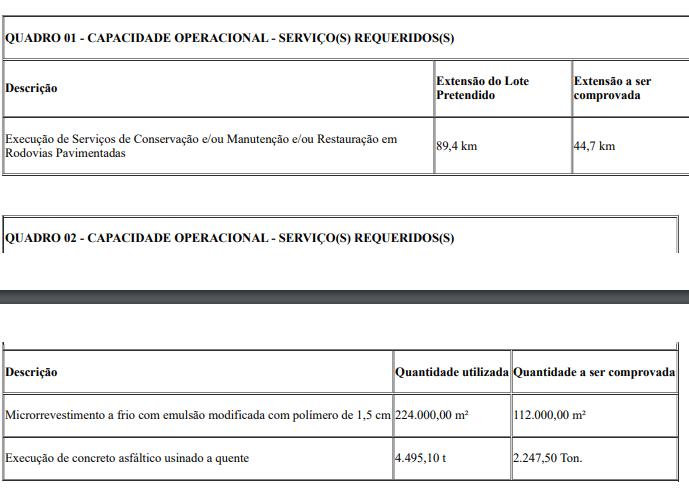 QUADRO 01 - CAPACIDADE OPERACIONAL - SERVIÇO(S) REQUERIDOS(S)
Descrição
Extensão do Lote
Pretendido
Extensão a ser
comprovada
Execução de Serviços de Conservação e/ou Manutenção e/ou Restauração em
Rodovias Pavimentadas
89,4 km
44,7 km
QUADRO 02 - CAPACIDADE OPERACIONAL - SERVIÇO(S) REQUERIDOS(S)
Descrição
Quantidade utilizada
Quantidade a ser comprovada
Microrrevestimento a frio com emulsão modificada com polímero de 1,5 cm
224.000,00 m²
112.000,00 m²
Execução de concreto asfáltico usinado a quente
4.495,10 t
2.247,50 Ton.